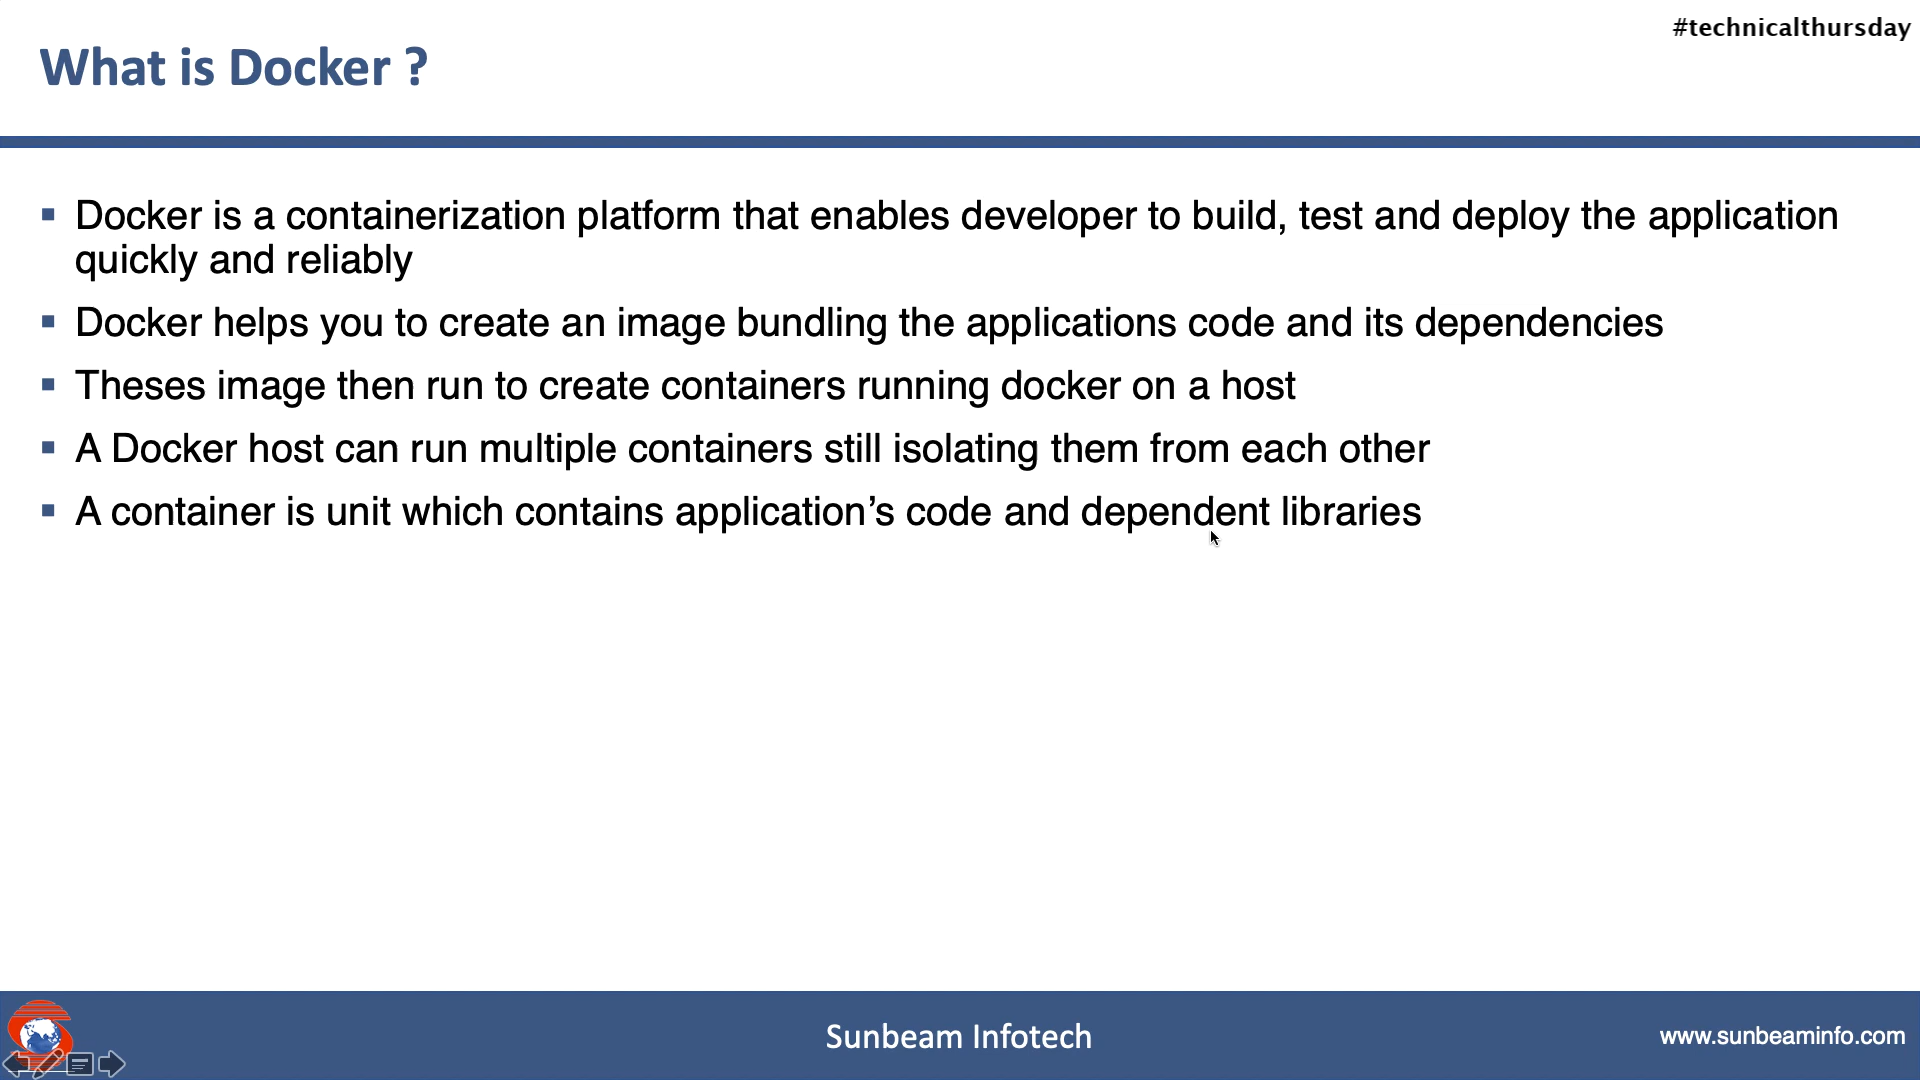 #technicalthursday
What is Docker ?
Docker is a containerization platform that enables developer to build, test and deploy the application
quickly and reliably
Docker helps you to create an image bundling the applications code and its dependencies
Theses image then run to create containers running docker on a host
A Docker host can run multiple containers still isolating them from each other
A container is unit which contains application’s code and dependent libraries
Sunbeam Infotech
www.sunbeaminfo.com